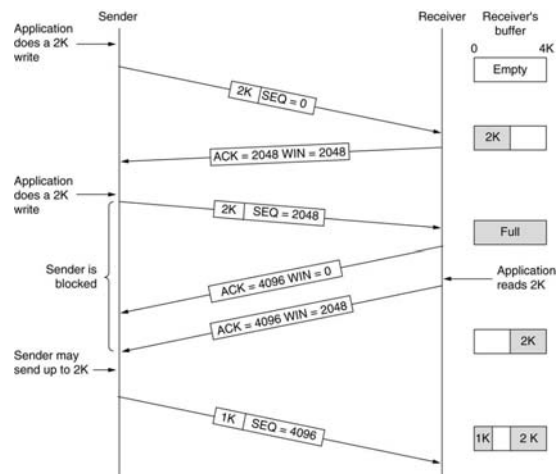 Sender
Receiver
Receiver's
buffer
0 4K
Application
does a 2K
write
Empty
2K SEQ = 0
2K
ACK = 2048 WIN = 2048
Application
does a 2K
write
2K SEQ = 2048
Full
Sender is
blocked
Application
reads 2K
ACK = 4096 WIN = 0
ACK = 4096 WIN = 2048
2K
Sender may
send up to 2K
1K SEQ = 4096
1K 2 K